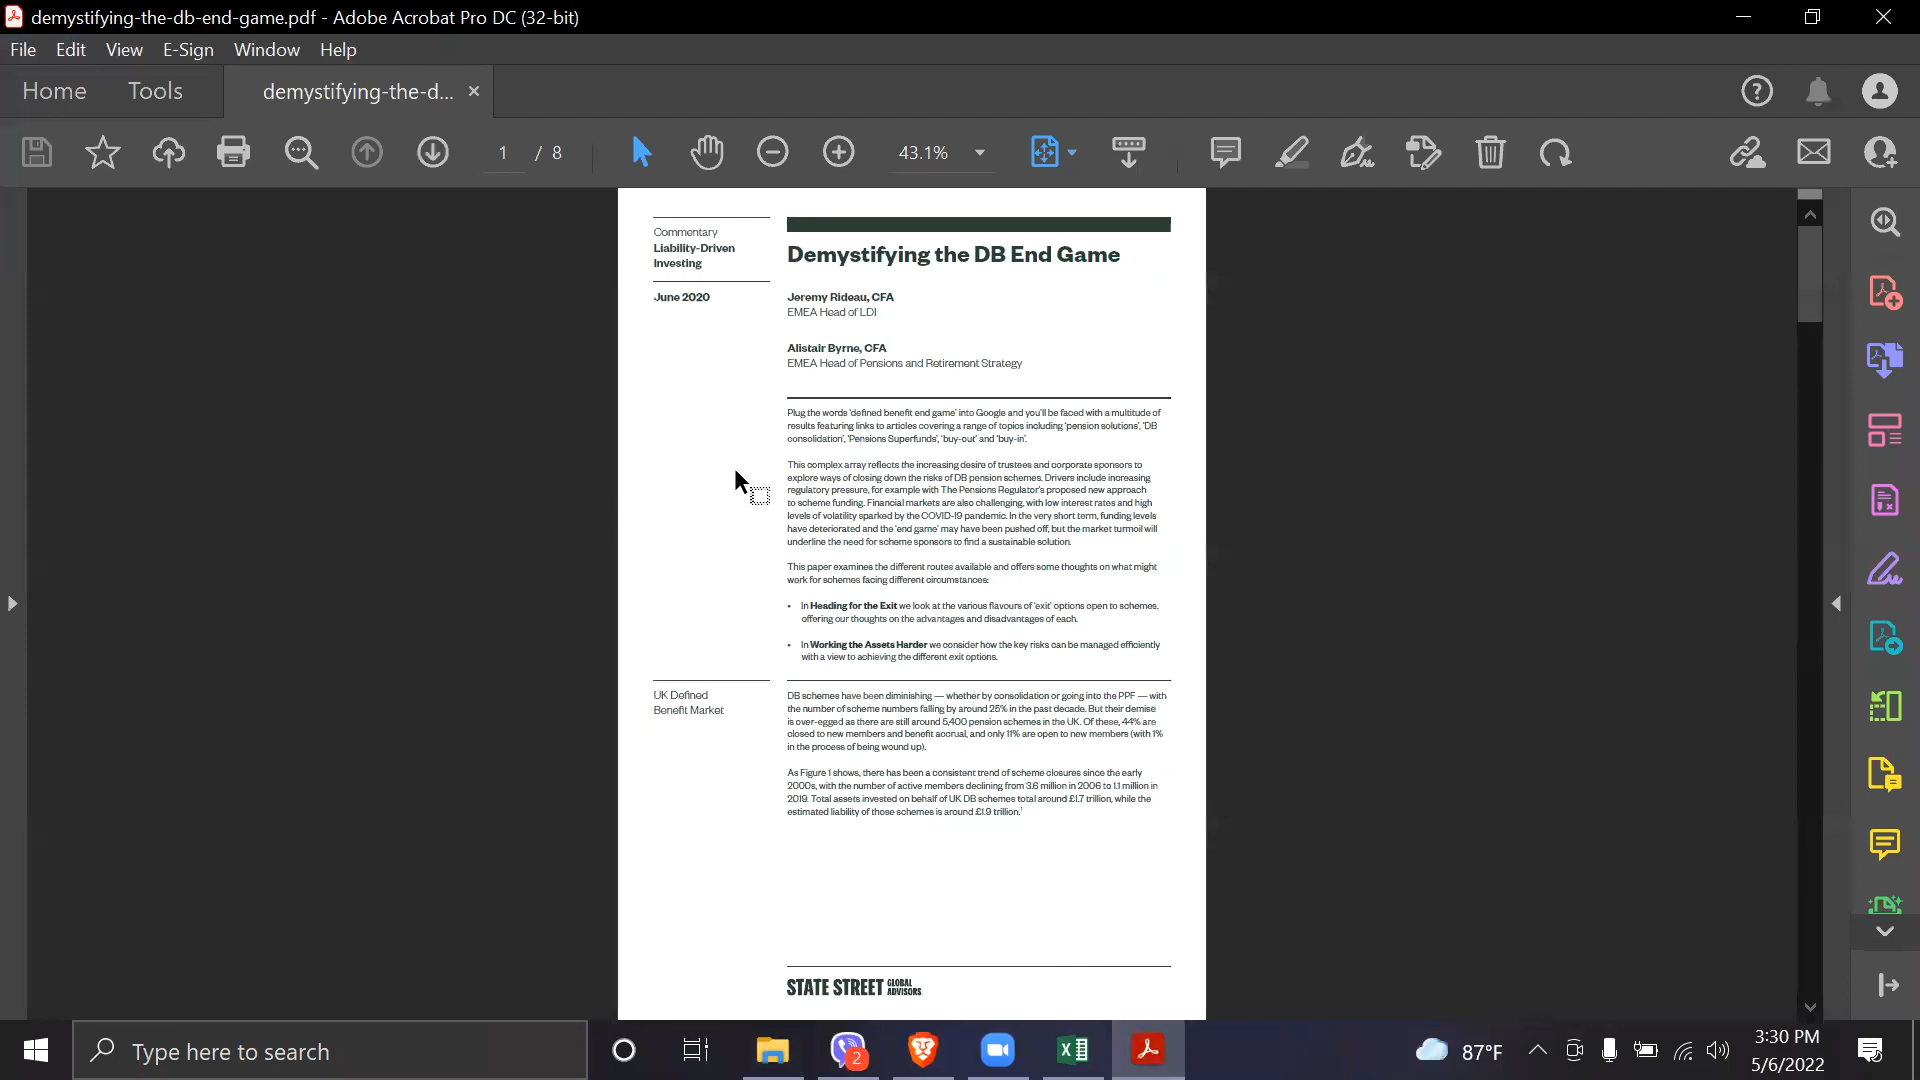 demystifying-the-db-end-game.pdf - Adobe Acrobat Pro DC (32-bit)
File Edit View E-Sign Window Help
Home Tools demystifying-the-d... ×
1 / 8 43.1%
Commentary
Liability-Driven
Investing
June 2020
Demystifying the DB End Game
Jeremy Rideau, CFA
EMEA Head of LDI
Alistair Byrne, CFA
EMEA Head of Pensions and Retirement Strategy
Plug the words ‘defined benefit end game’ into Google and you’ll be faced with a multitude of
results featuring links to articles covering a range of topics including ‘pension solutions’, ‘DB
consolidation’, ‘Pensions Superfunds’, ‘buy-out’ and ‘buy-in’.
This complex array reflects the increasing desire of trustees and corporate sponsors to
explore ways of closing down the risks of DB pension schemes. Drivers include increasing
regulatory pressure, for example with The Pensions Regulator’s proposed new approach
to scheme funding. Financial markets are also challenging, with low interest rates and high
levels of volatility sparked by the COVID-19 pandemic. In the very short term, funding levels
have deteriorated and the ‘end game’ may have been pushed off, but the market turmoil will
underline the need for scheme sponsors to find a sustainable solution.
This paper examines the different routes available and offers some thoughts on what might
work for schemes facing different circumstances:
• In Heading for the Exit we look at the various flavours of ‘exit’ options open to schemes,
offering our thoughts on the advantages and disadvantages of each.
• In Working the Assets Harder we consider how the key risks can be managed efficiently
with a view to achieving the different exit options.
UK Defined
Benefit Market
DB schemes have been diminishing — whether by consolidation or going into the PPF — with
the number of scheme numbers falling by around 25% in the past decade. But their demise
is over-egged as there are still around 5,400 pension schemes in the UK. Of these, 44% are
closed to new members and benefit accrual, and only 11% are open to new members (with 1%
in the process of being wound up).
As Figure 1 shows, there has been a consistent trend of scheme closures since the early
2000s, with the number of active members declining from 3.6 million in 2006 to 1.1 million in
2019. Total assets invested on behalf of UK DB schemes total around £1.7 trillion, while the
estimated liability of those schemes is around £1.9 trillion.¹
STATE STREET GLOBAL
ADVISORS
Type here to search
2
87°F
3:30 PM
5/6/2022